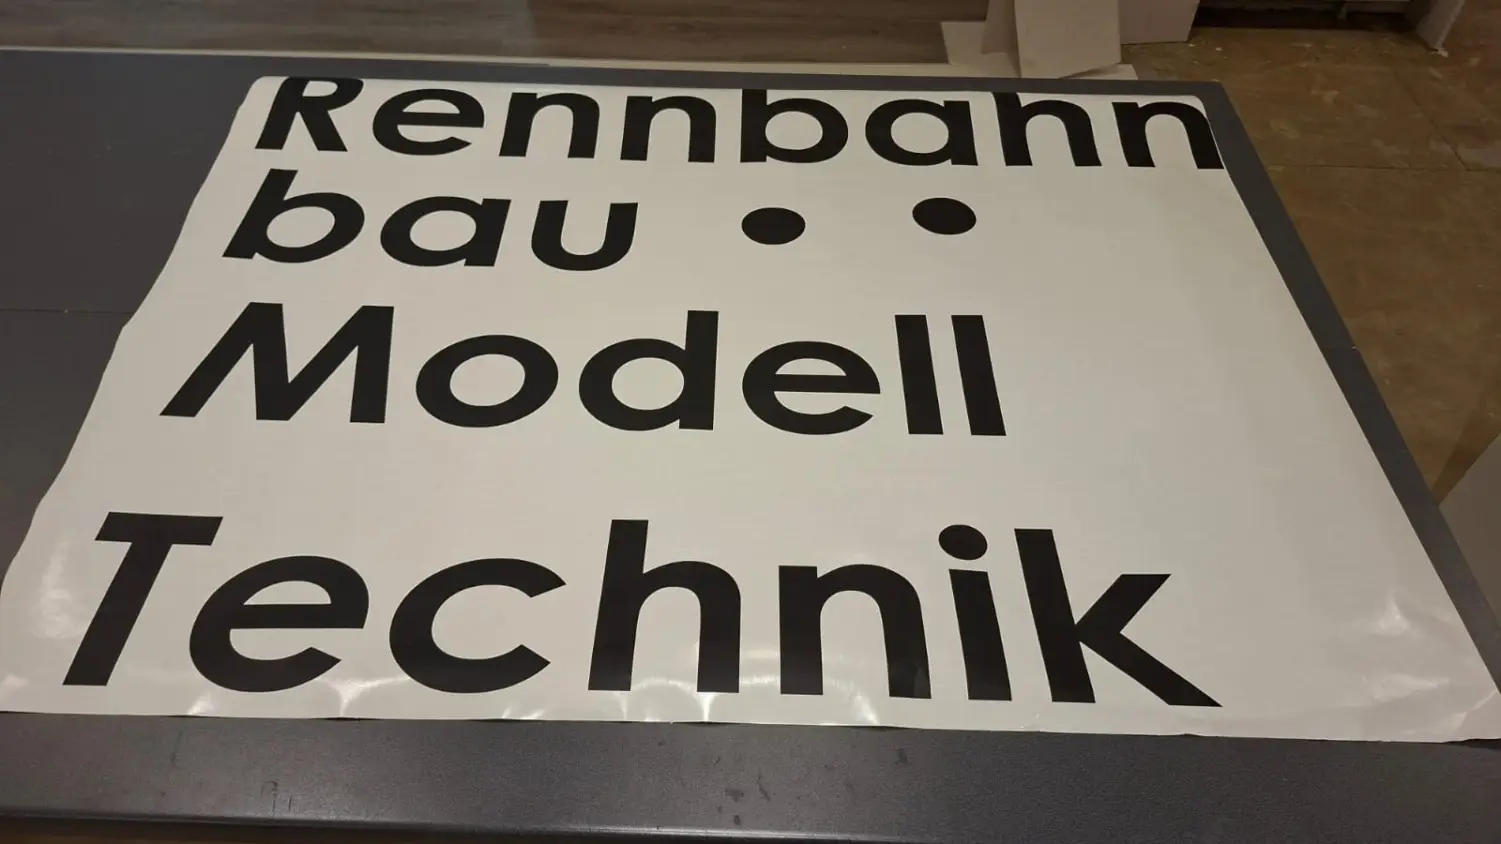 Rennbahn
bau • •
Modell
Technik